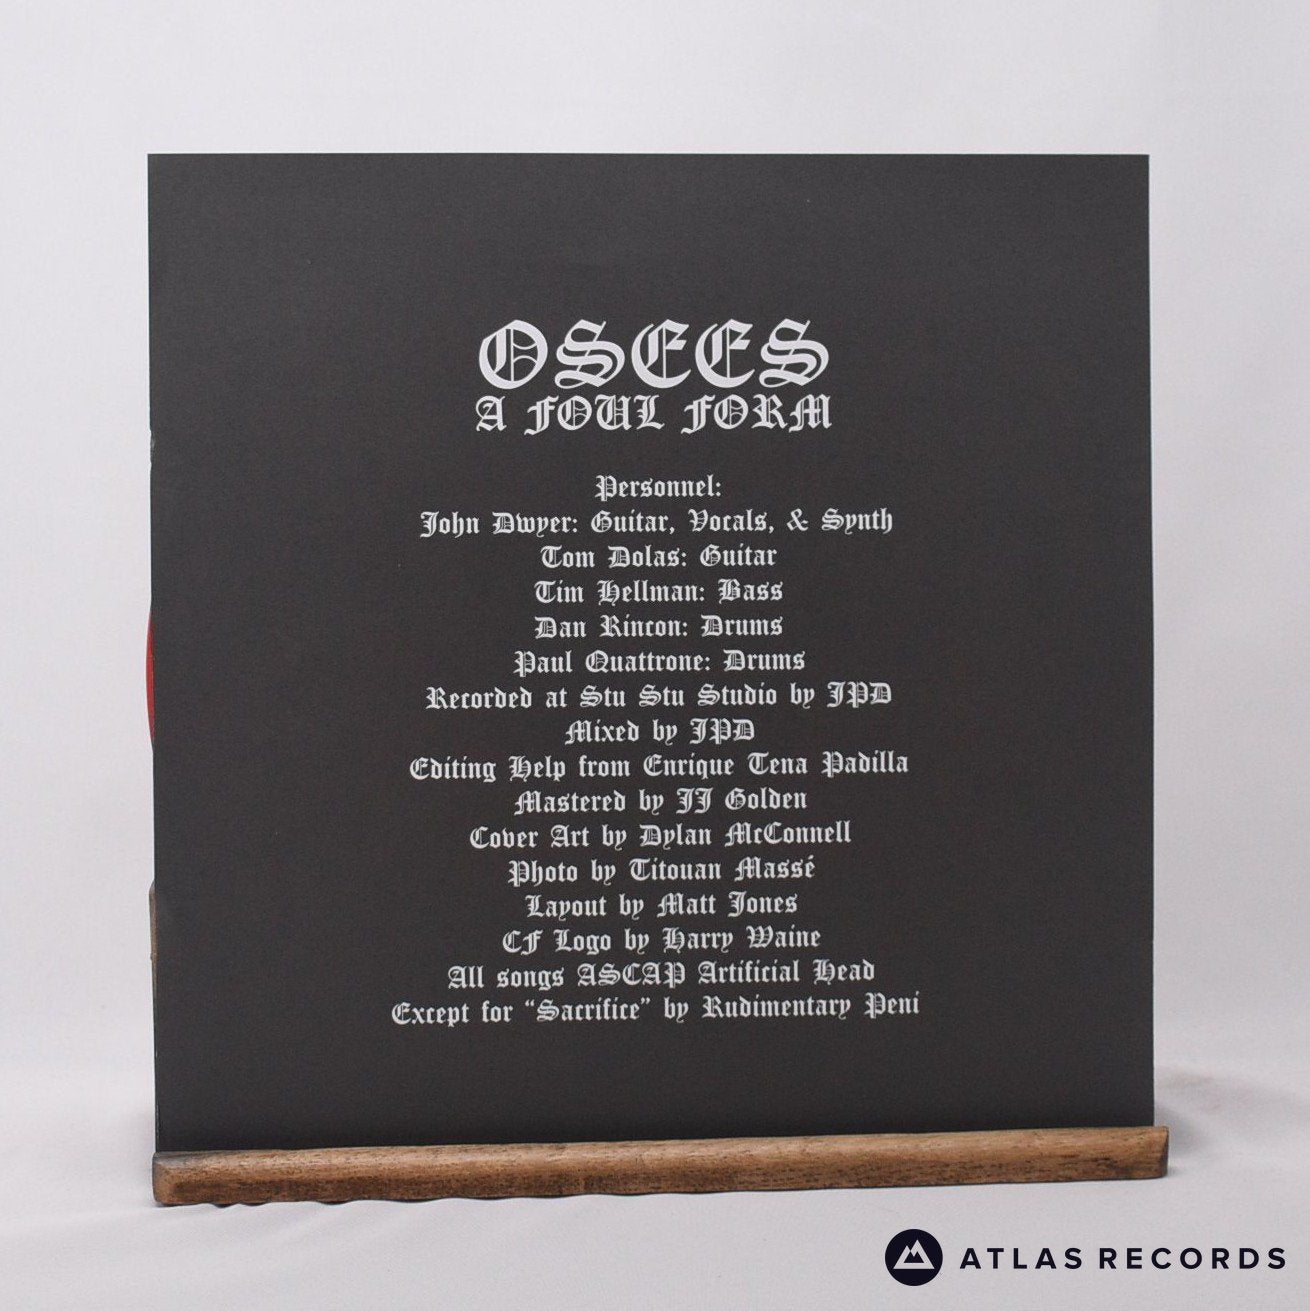 OSEES
A FOUL FORM
Personnel:
John Dwyer: Guitar, Vocals, & Synth
Tom Dolas: Guitar
Tim Hellman: Bass
Dan Rincon: Drums
Paul Quattrone: Drums
Recorded at Stu Stu Studio by JPD
Mixed by JPD
Editing Help from Enrique Tena Padilla
Mastered by JJ Golden
Cover Art by Dylan McConnell
Photo by Titouan Massé
Layout by Matt Jones
CF Logo by Harry Waine
All songs ASCAP Artificial Head
Except for “Sacrifice” by Rudimentary Peni
ATLAS RECORDS